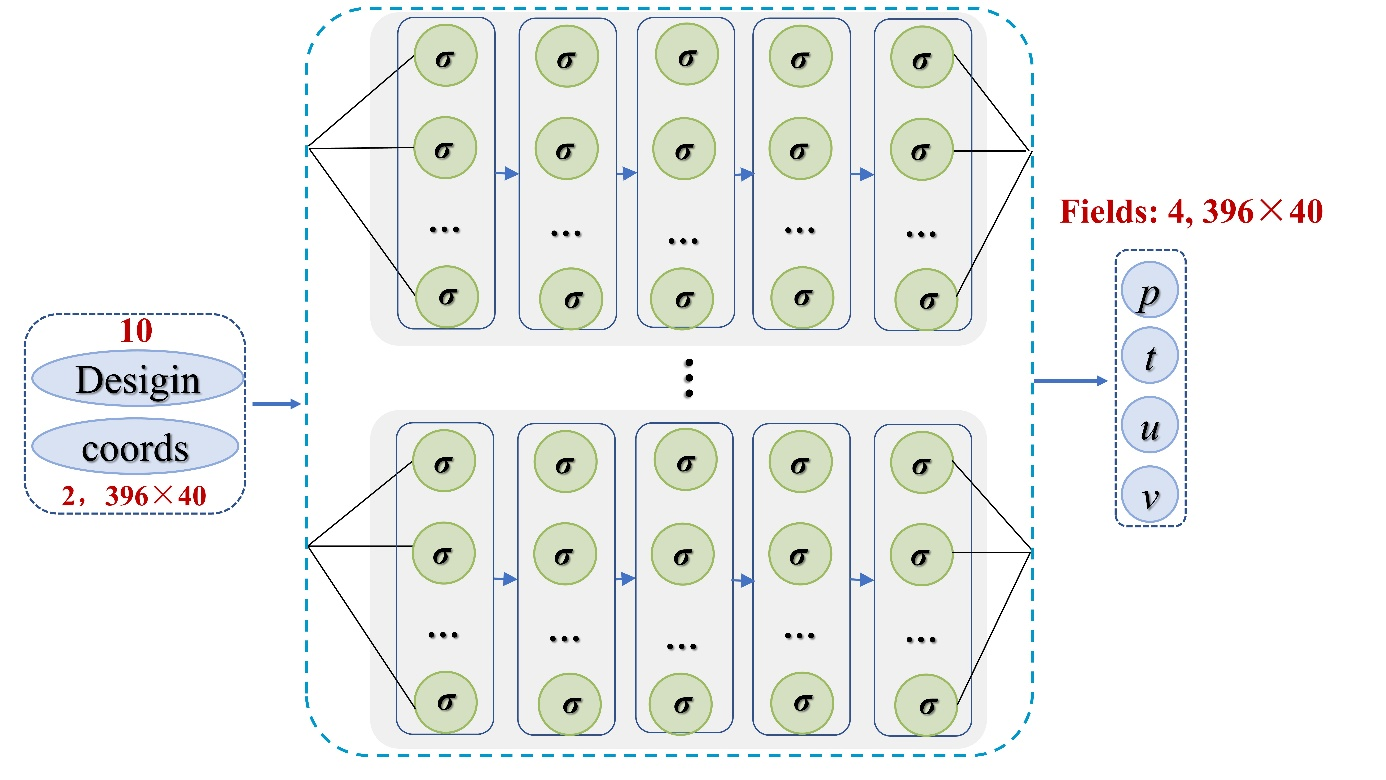 σ σ σ σ σ
σ σ σ σ σ
... ... ... ... ...
σ σ σ σ σ
Fields: 4, 396×40
p
t
u
v
10
Desigin
coords
2, 396×40
⋮
σ σ σ σ σ
σ σ σ σ σ
... ... ... ... ...
σ σ σ σ σ